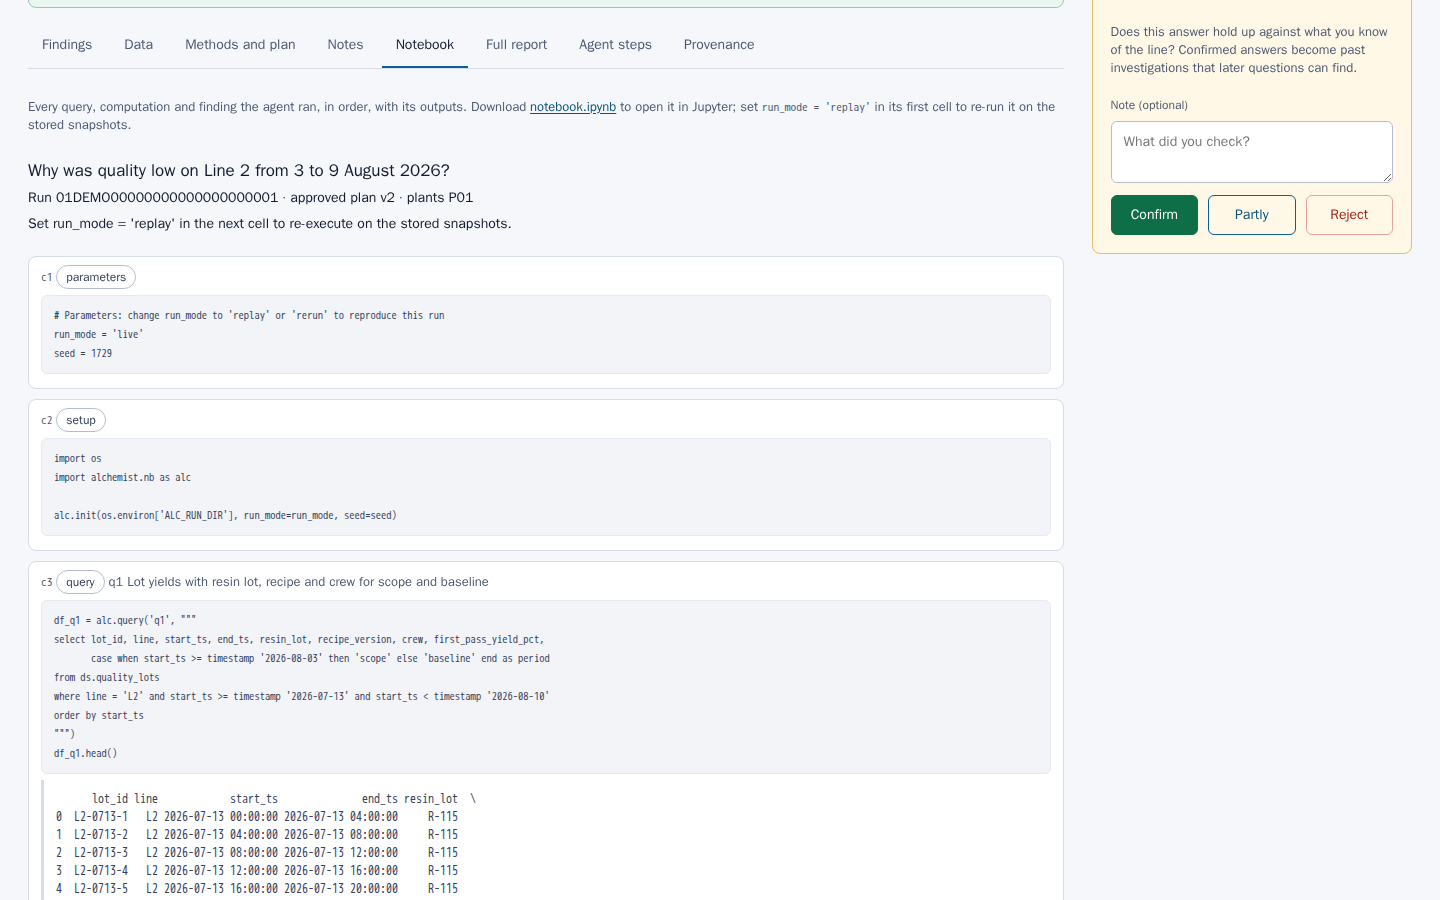 Findings
Data
Methods and plan
Notes
Notebook
Full report
Agent steps
Provenance
Every query, computation and finding the agent ran, in order, with its outputs. Download notebook.ipynb to open it in Jupyter; set run_mode = 'replay' in its first cell to re-run it on the
stored snapshots.
Why was quality low on Line 2 from 3 to 9 August 2026?
Run 01DEMO00000000000000000001 · approved plan v2 · plants P01
Set run_mode = 'replay' in the next cell to re-execute on the stored snapshots.
c1 parameters
# Parameters: change run_mode to 'replay' or 'rerun' to reproduce this run
run_mode = 'live'
seed = 1729
c2 setup
import os
import alchemist.nb as alc
alc.init(os.environ['ALC_RUN_DIR'], run_mode=run_mode, seed=seed)
c3 query q1 Lot yields with resin lot, recipe and crew for scope and baseline
df_q1 = alc.query('q1', """
select lot_id, line, start_ts, end_ts, resin_lot, recipe_version, crew, first_pass_yield_pct,
case when start_ts >= timestamp '2026-08-03' then 'scope' else 'baseline' end as period
from ds.quality_lots
where line = 'L2' and start_ts >= timestamp '2026-07-13' and start_ts < timestamp '2026-08-10'
order by start_ts
""")
df_q1.head()
lot_id line start_ts end_ts resin_lot \
0 L2-0713-1 L2 2026-07-13 00:00:00 2026-07-13 04:00:00 R-115
1 L2-0713-2 L2 2026-07-13 04:00:00 2026-07-13 08:00:00 R-115
2 L2-0713-3 L2 2026-07-13 08:00:00 2026-07-13 12:00:00 R-115
3 L2-0713-4 L2 2026-07-13 12:00:00 2026-07-13 16:00:00 R-115
4 L2-0713-5 L2 2026-07-13 16:00:00 2026-07-13 20:00:00 R-115
Does this answer hold up against what you know
of the line? Confirmed answers become past
investigations that later questions can find.
Note (optional)
What did you check?
Confirm
Partly
Reject